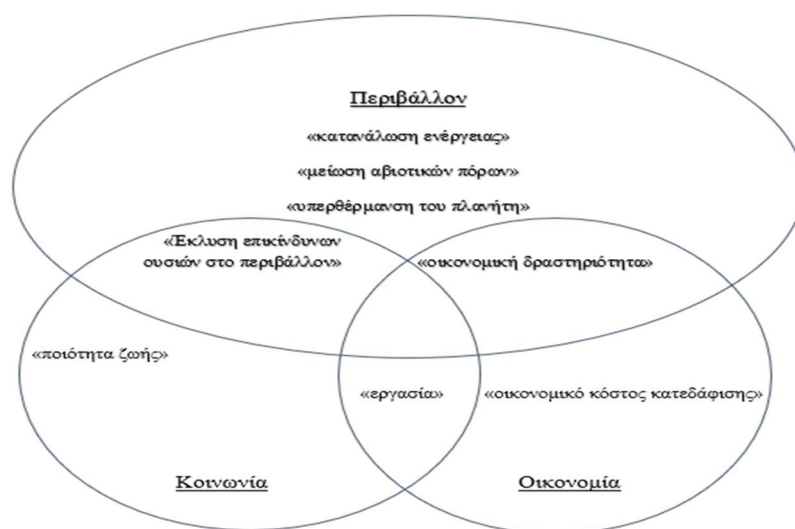 Περιβάλλον
«κατανάλωση ενέργειας»
«μείωση αβιοτικών πόρων»
«υπερθέρμανση του πλανήτη»
«Έκλυση επικίνδυνων
ουσιών στο περιβάλλον»
«οικονομική δραστηριότητα»
«ποιότητα ζωής»
«εργασία»
«οικονομικό κόστος κατεδάφισης»
Κοινωνία
Οικονομία